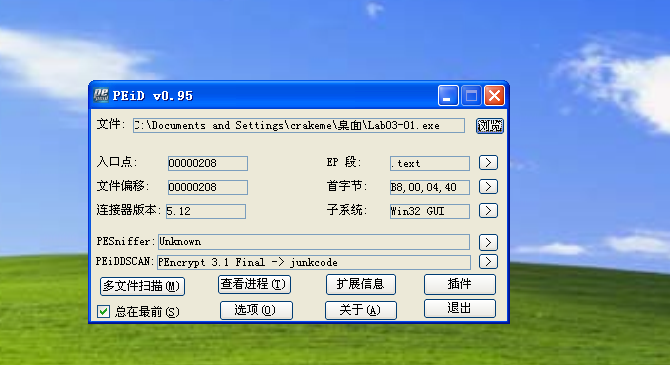 PEiD v0.95
文件: C:\Documents and Settings\crakeme\桌面\Lab03-01.exe 浏览
入口点: 00000208 EP 段: .text >
文件偏移: 00000208 首字节: B8,00,04,40 >
连接器版本: 5.12 子系统: Win32 GUI >
PESniffer: Unknown >
PEiDDSCAN: PEncrypt 3.1 Final -> junkcode >
多文件扫描(M) 查看进程(T) 扩展信息 插件
总在最前(S) 选项(O) 关于(A) 退出